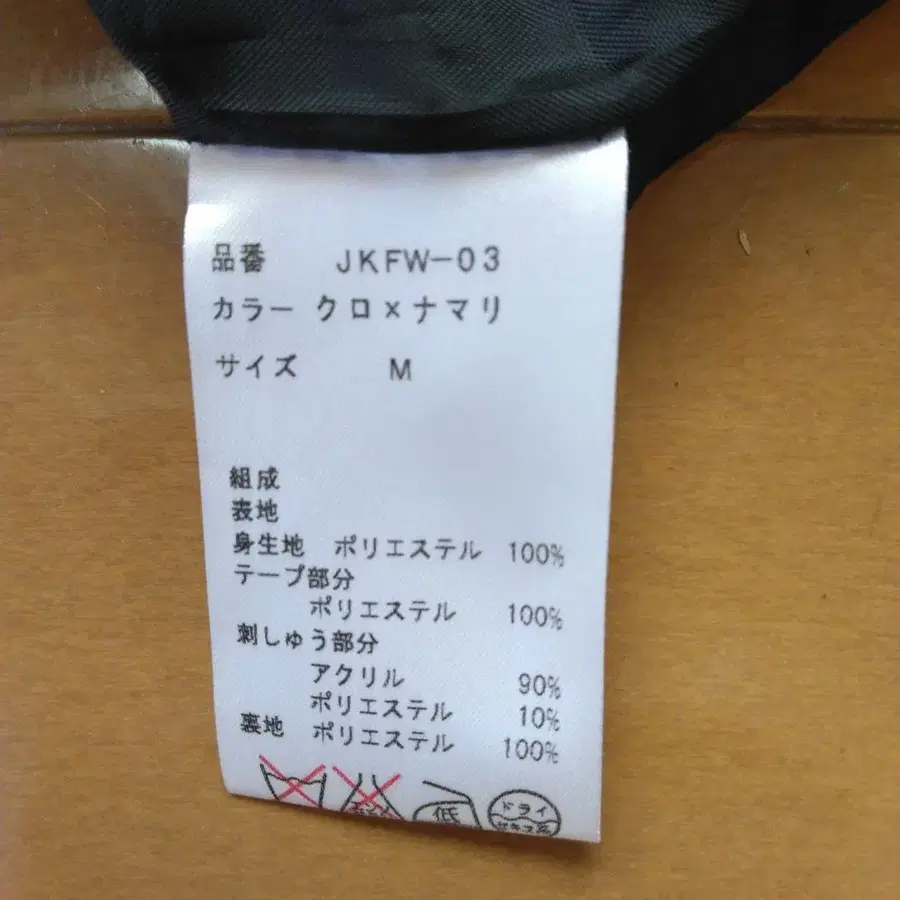 品番 JKFW-03
カラー クロ×ナマリ
サイズ M
組成
表地
身生地 ポリエステル 100%
テープ部分
ポリエステル 100%
刺しゅう部分
アクリル 90%
ポリエステル 10%
裏地 ポリエステル 100%
低
ドライ